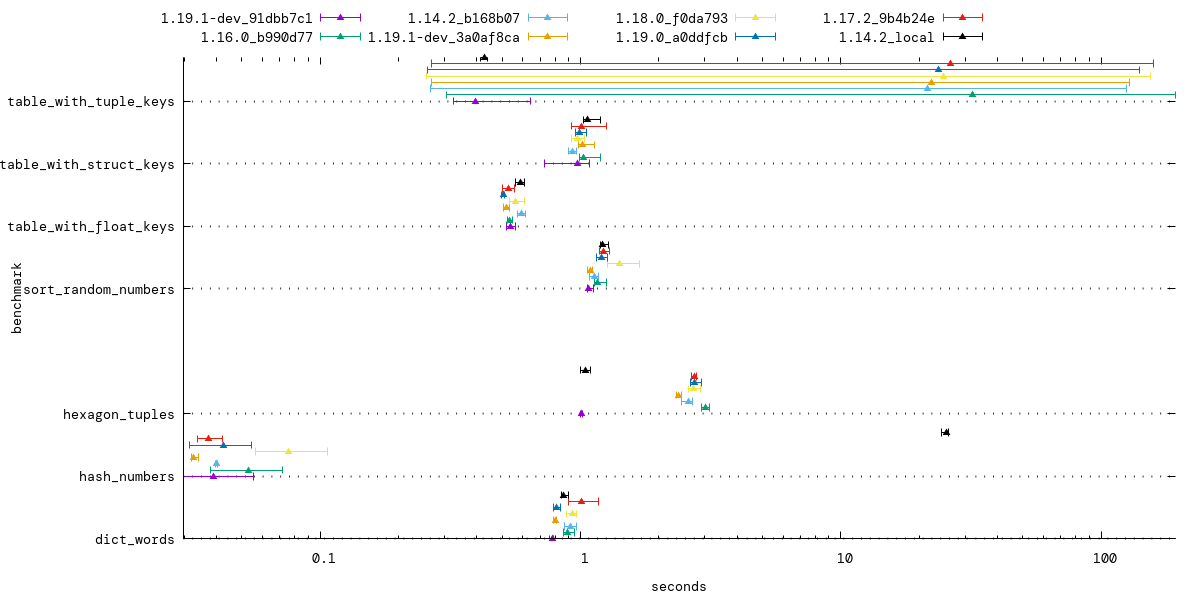 1.19.1-dev_91dbb7c1 1.14.2_b168b07 1.18.0_f0da793 1.17.2_9b4b24e
1.16.0_b990d77 1.19.1-dev_3a0af8ca 1.19.0_a0ddfcb 1.14.2_local
table_with_tuple_keys
table_with_struct_keys
table_with_float_keys
sort_random_numbers
hexagon_tuples
hash_numbers
dict_words
benchmark
0.1 1 10 100
seconds